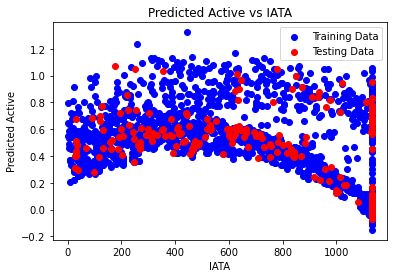 Predicted Active vs IATA
Training Data
Testing Data
Predicted Active
1.2
1.0
0.8
0.6
0.4
0.2
0.0
−0.2
0 200 400 600 800 1000
IATA